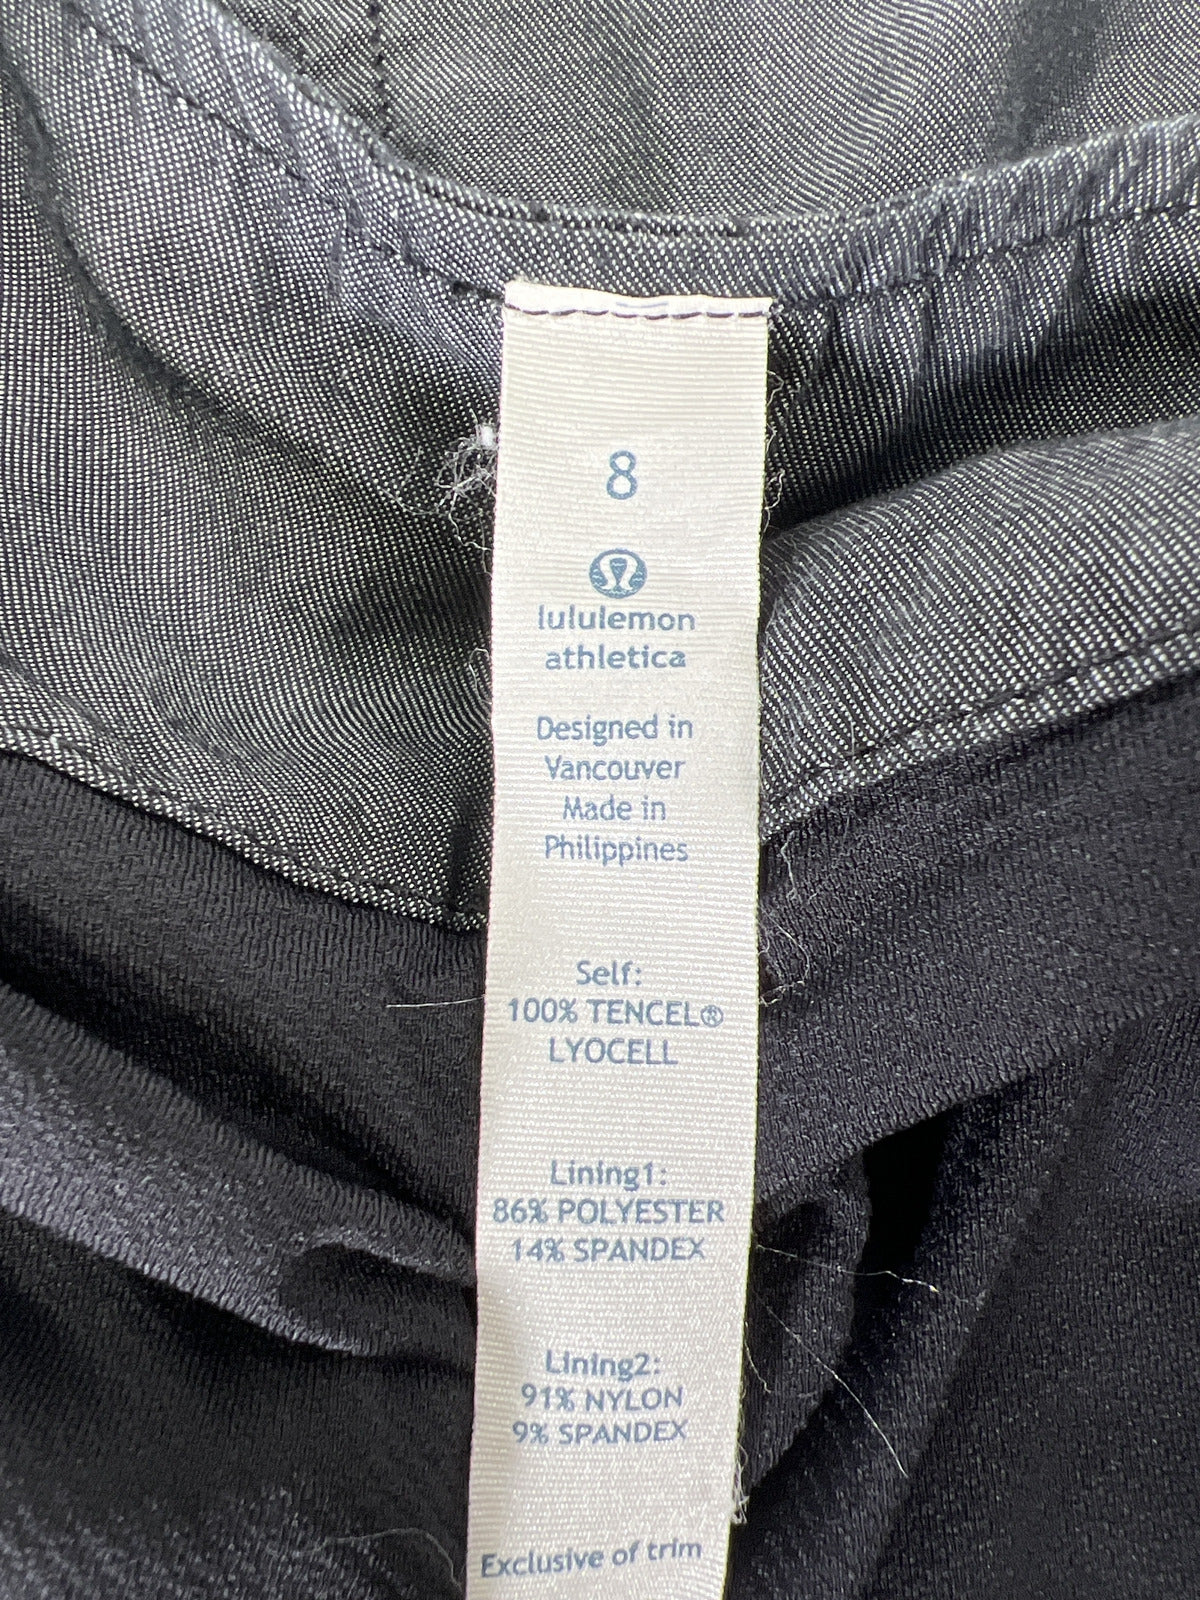 8
lululemon
athletica
Designed in
Vancouver
Made in
Philippines
Self:
100% TENCEL®
LYOCELL
Lining1:
86% POLYESTER
14% SPANDEX
Lining2:
91% NYLON
9% SPANDEX
Exclusive of trim